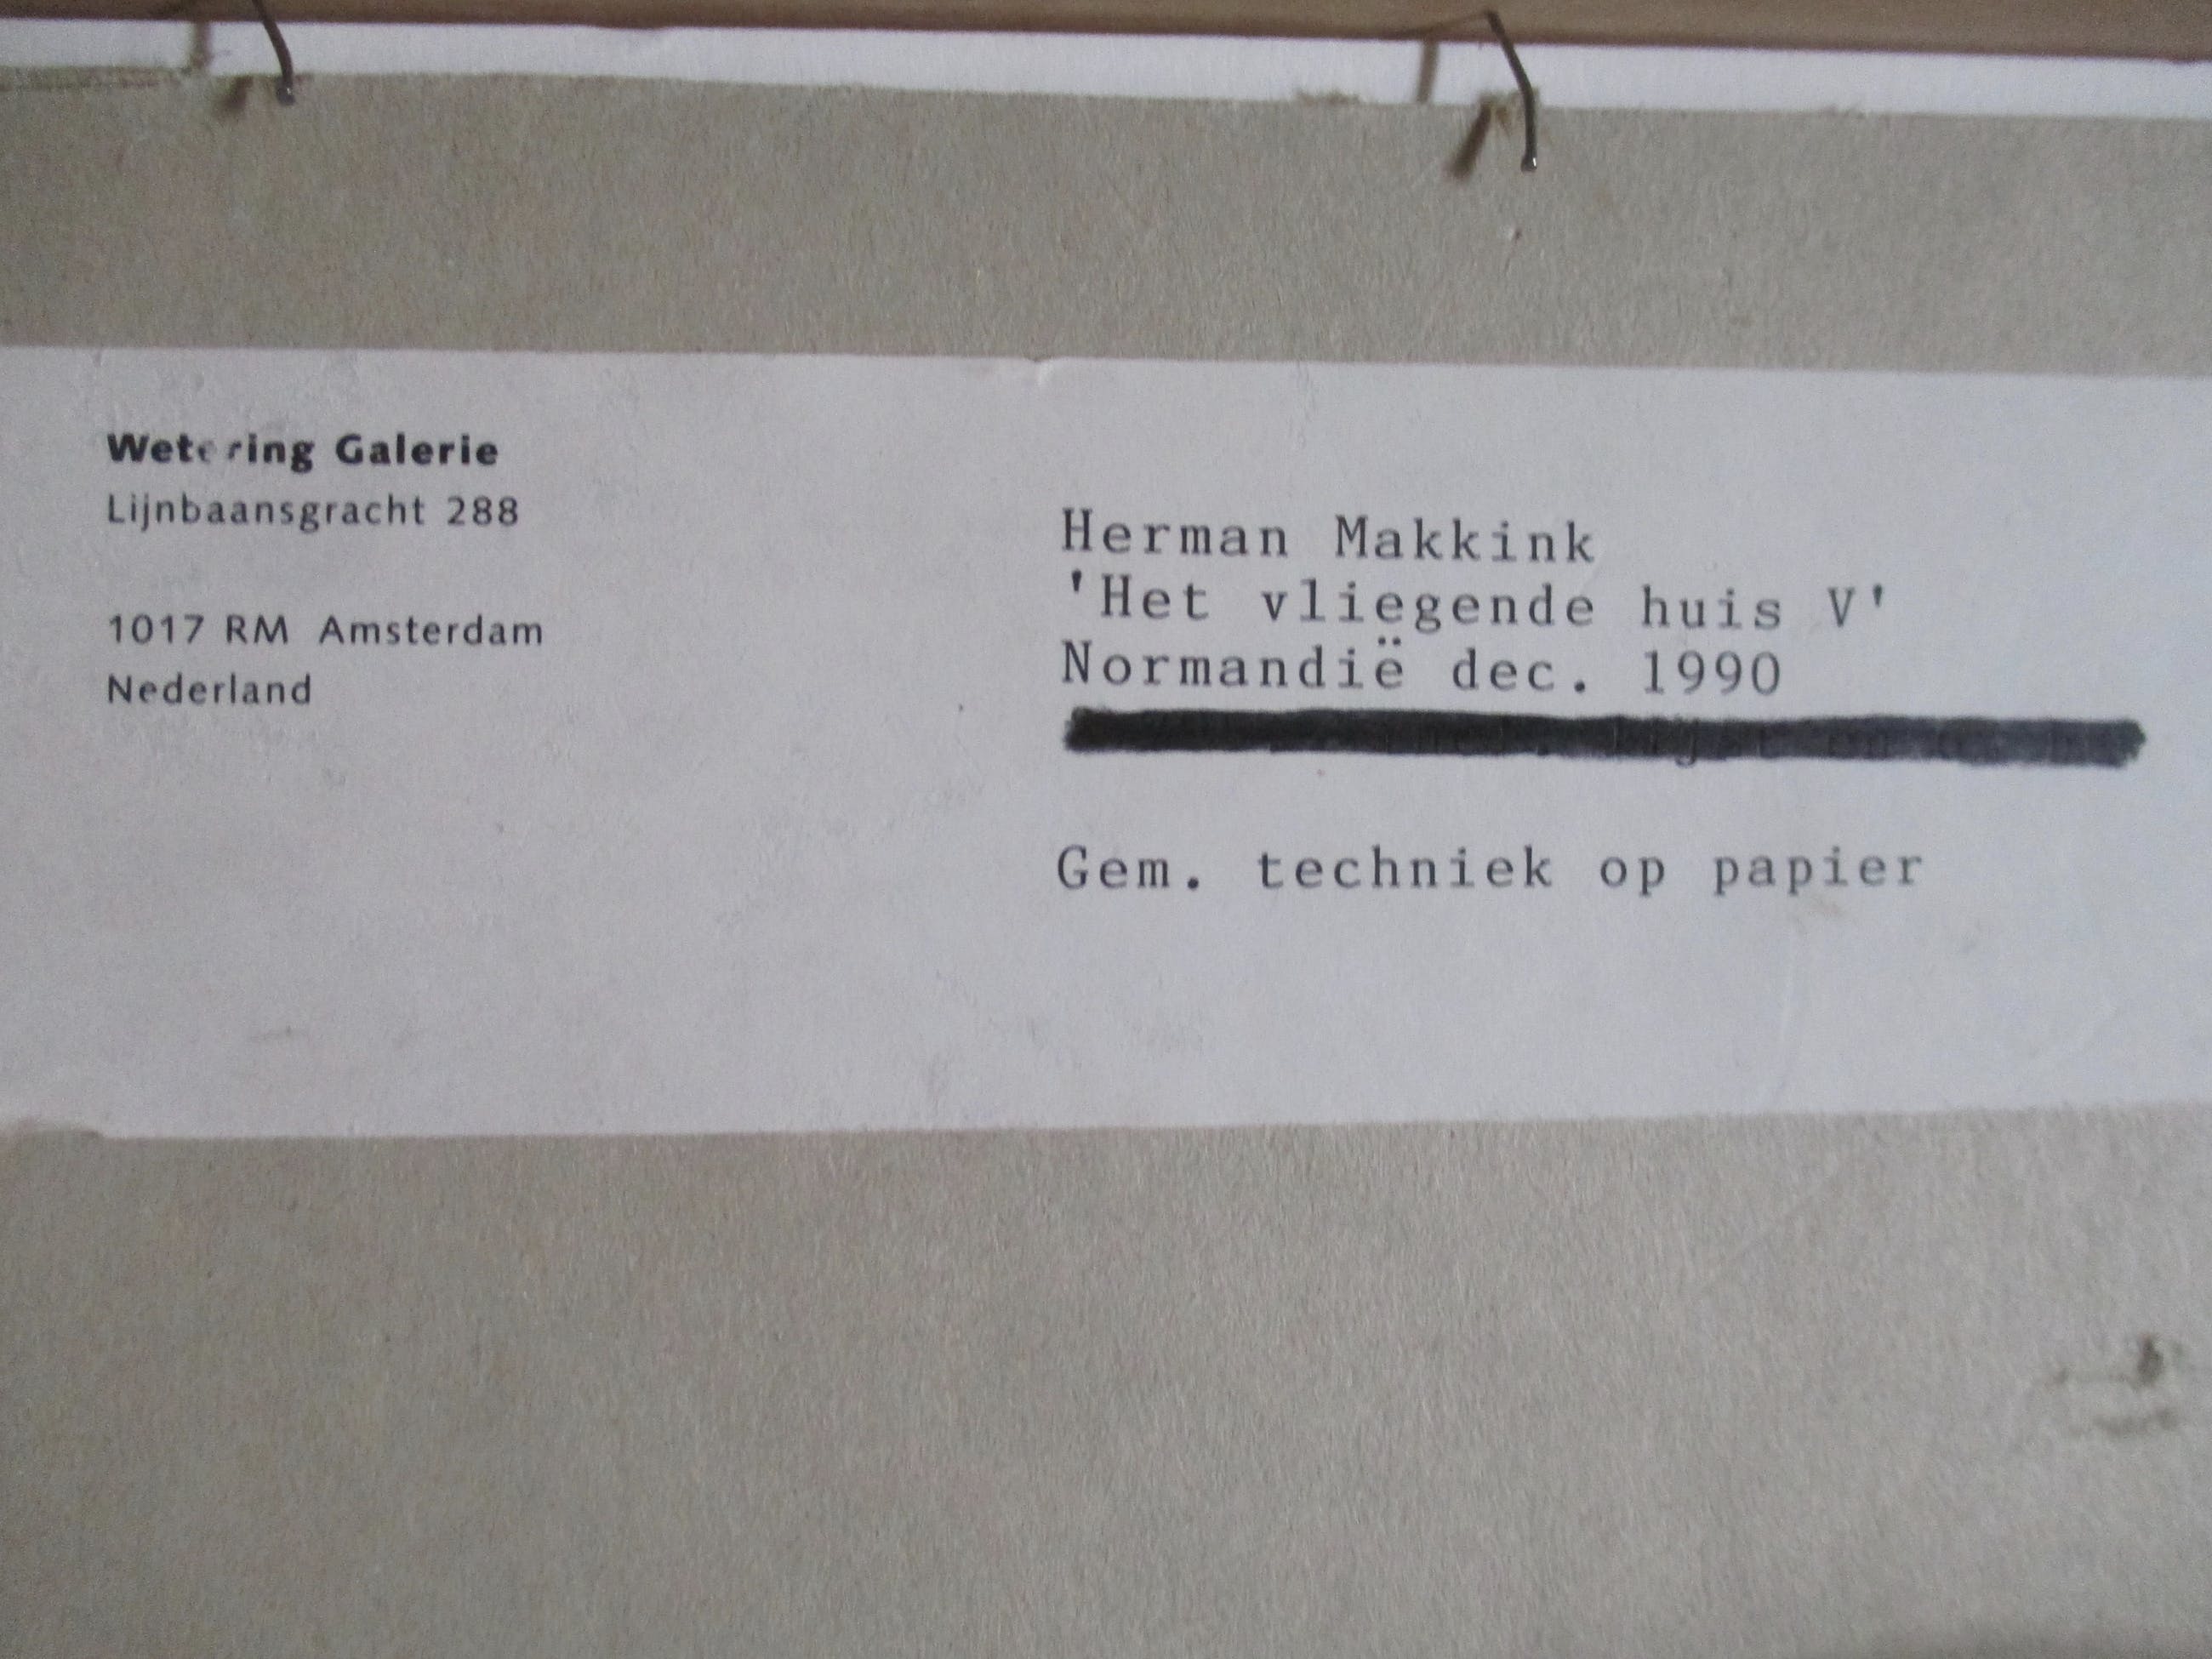 Wetering Galerie
Lijnbaansgracht 288
1017 RM Amsterdam
Nederland
Herman Makkink
'Het vliegende huis V'
Normandië dec. 1990
Gem. techniek op papier